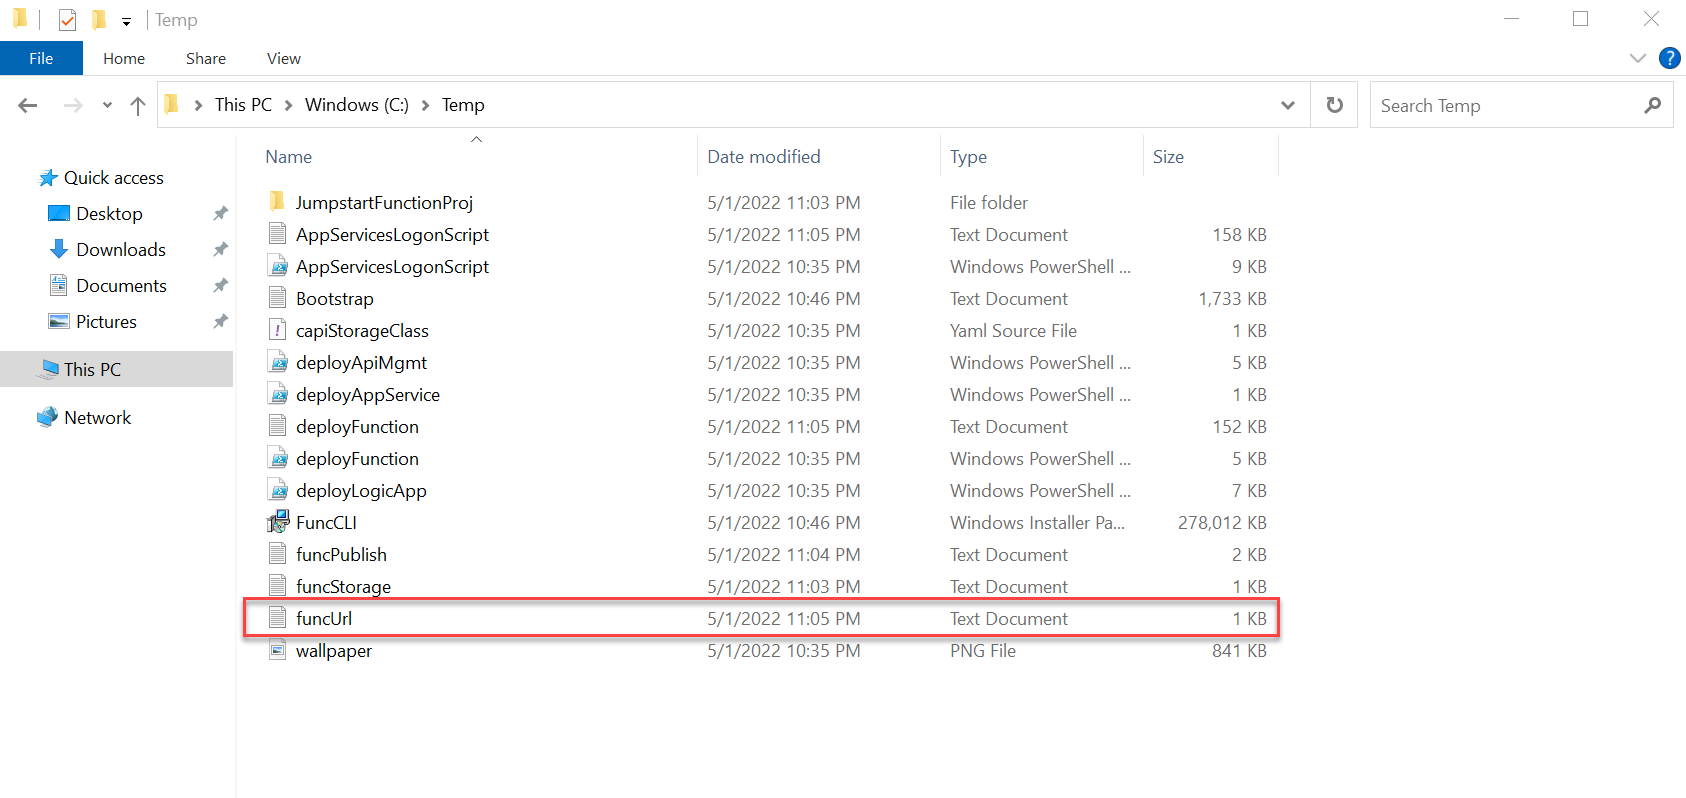 Temp
File Home Share View ?
This PC Windows (C:) Temp Search Temp
Name Date modified Type Size
Quick access
Desktop
Downloads
Documents
Pictures
This PC
Network
JumpstartFunctionProj 5/1/2022 11:03 PM File folder
AppServicesLogonScript 5/1/2022 11:05 PM Text Document 158 KB
AppServicesLogonScript 5/1/2022 10:35 PM Windows PowerShell ... 9 KB
Bootstrap 5/1/2022 10:46 PM Text Document 1,733 KB
capiStorageClass 5/1/2022 10:35 PM Yaml Source File 1 KB
deployApiMgmt 5/1/2022 10:35 PM Windows PowerShell ... 5 KB
deployAppService 5/1/2022 10:35 PM Windows PowerShell ... 1 KB
deployFunction 5/1/2022 11:05 PM Text Document 152 KB
deployFunction 5/1/2022 10:35 PM Windows PowerShell ... 5 KB
deployLogicApp 5/1/2022 10:35 PM Windows PowerShell ... 7 KB
FuncCLI 5/1/2022 10:46 PM Windows Installer Pa... 278,012 KB
funcPublish 5/1/2022 11:04 PM Text Document 2 KB
funcStorage 5/1/2022 11:03 PM Text Document 1 KB
funcUrl 5/1/2022 11:05 PM Text Document 1 KB
wallpaper 5/1/2022 10:35 PM PNG File 841 KB